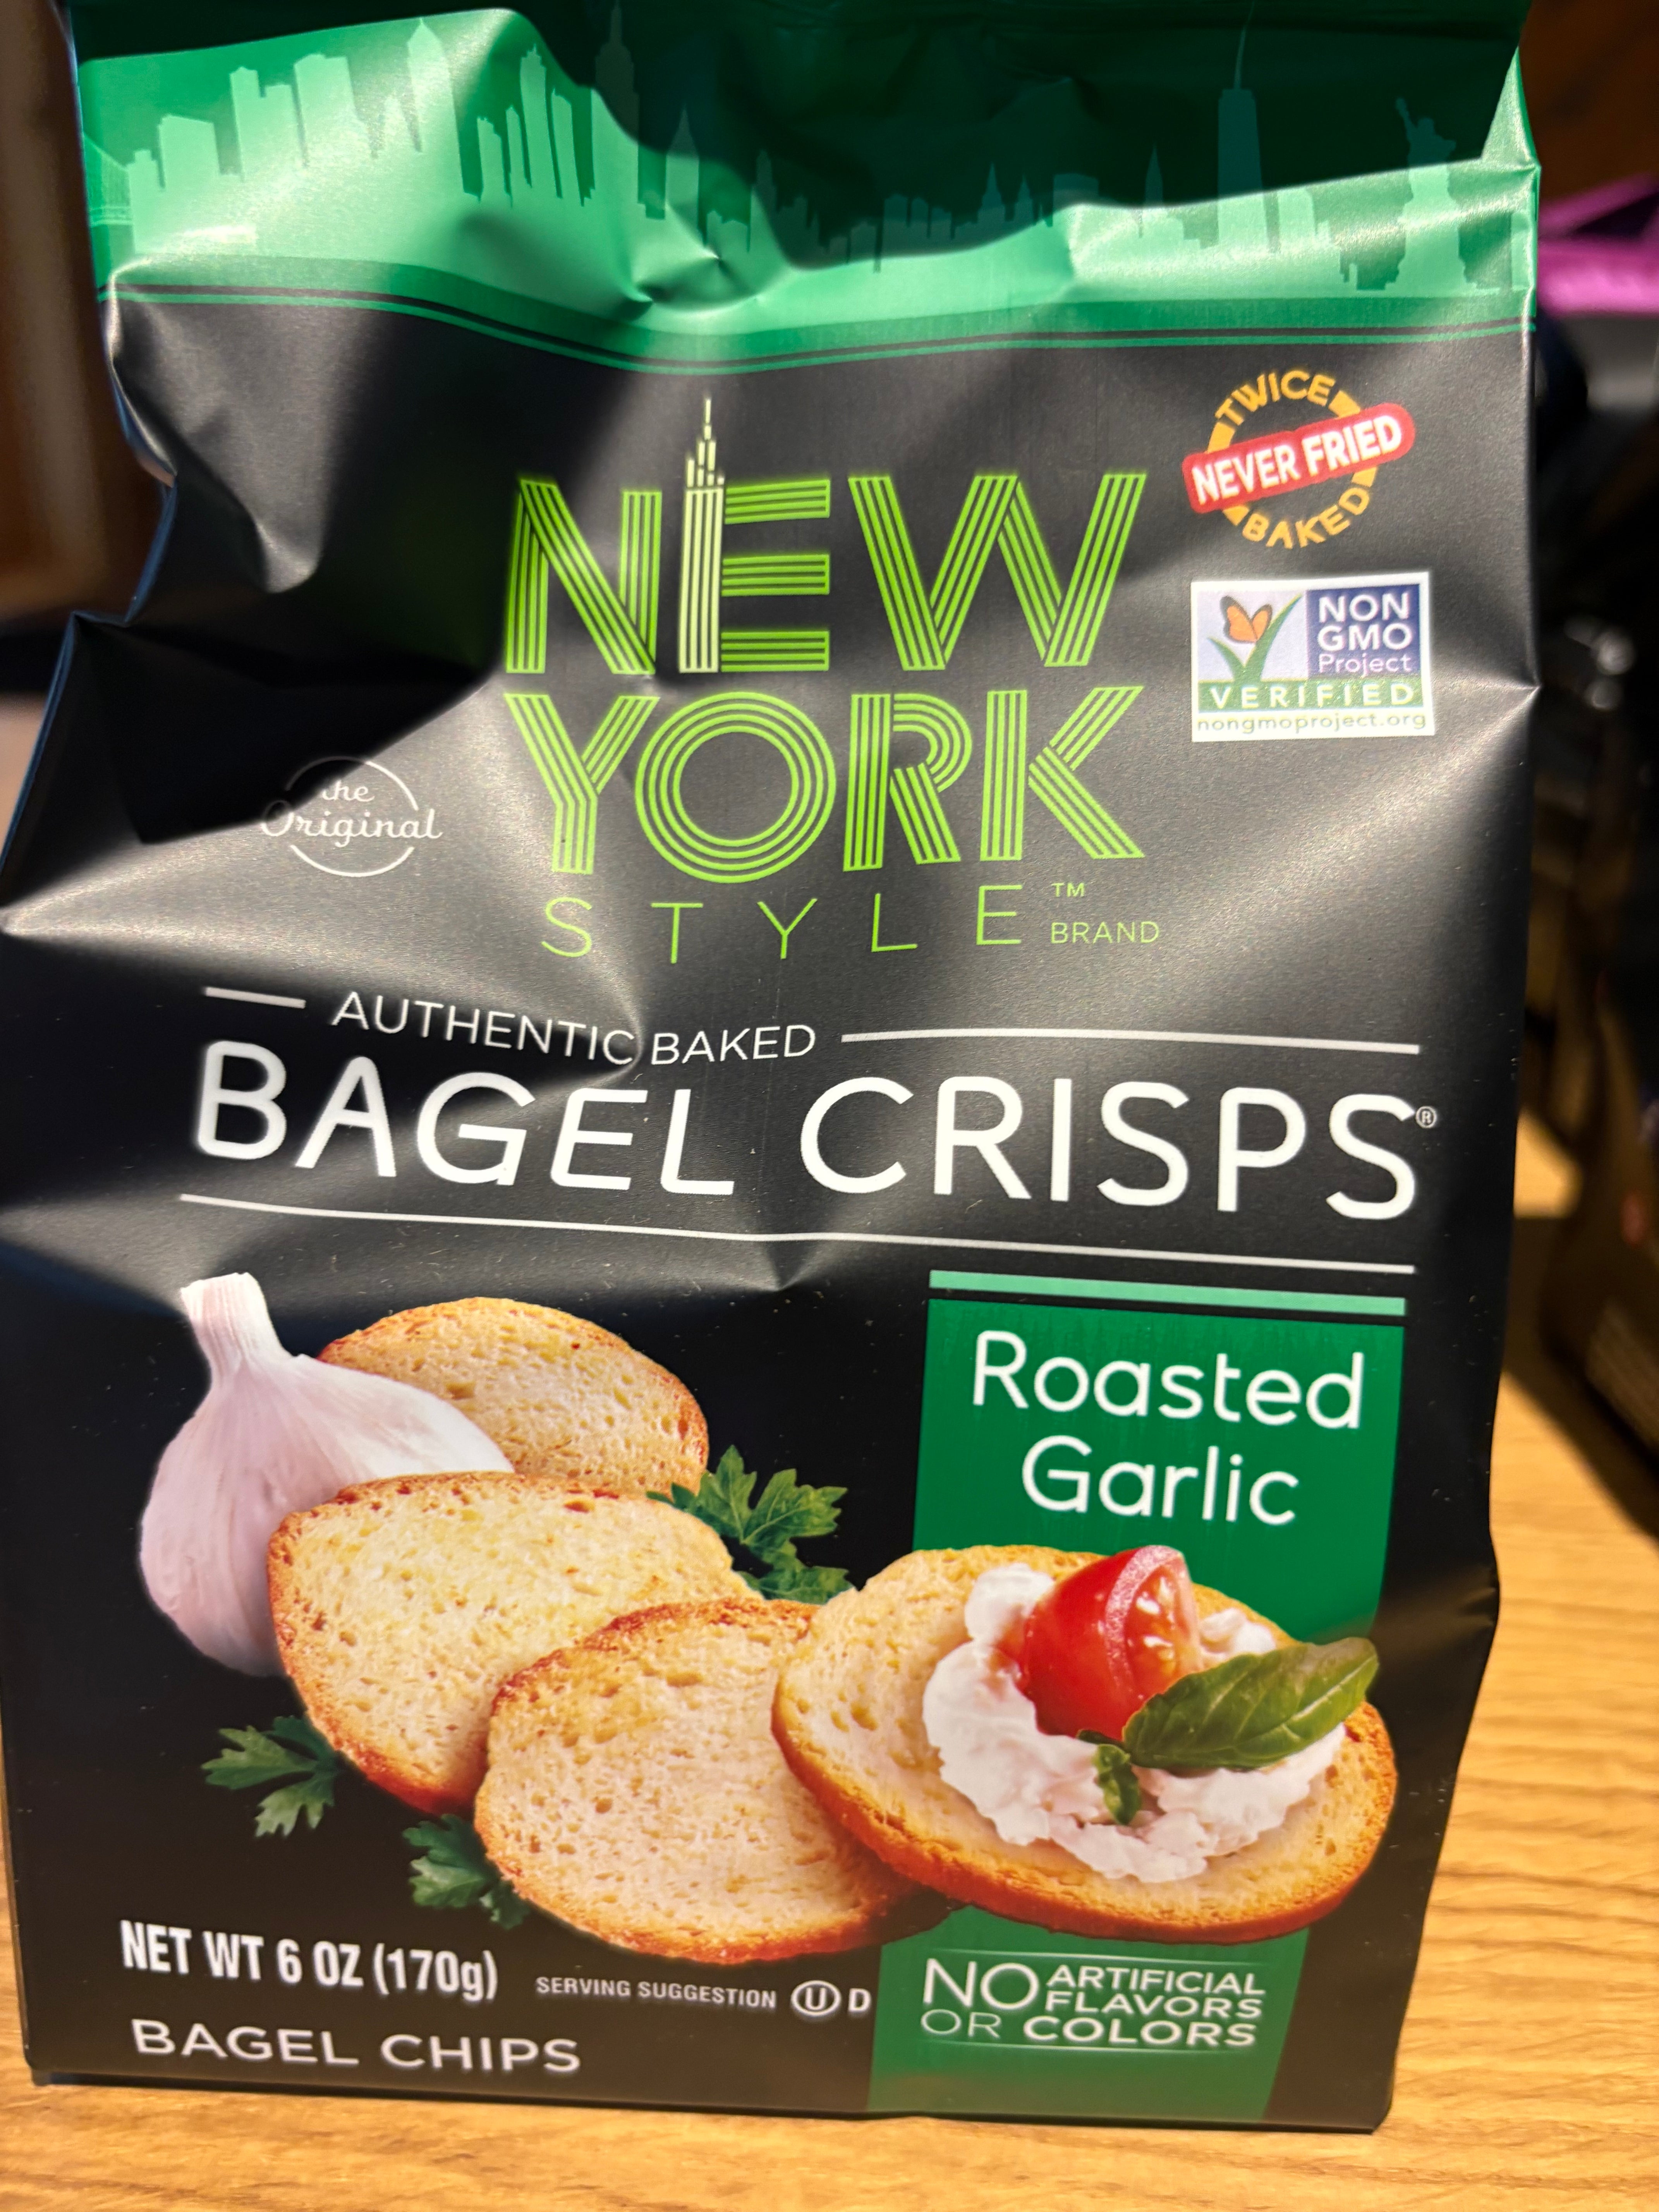 TWICE
NEVER FRIED
BAKED
NEW
YORK
STYLE™
BRAND
NON
GMO
Project
VERIFIED
nongmoproject.org
the
Original
AUTHENTIC BAKED
BAGEL CRISPS®
Roasted
Garlic
NET WT 6 OZ (170g)
SERVING SUGGESTION U D
BAGEL CHIPS
NO ARTIFICIAL
FLAVORS
OR COLORS